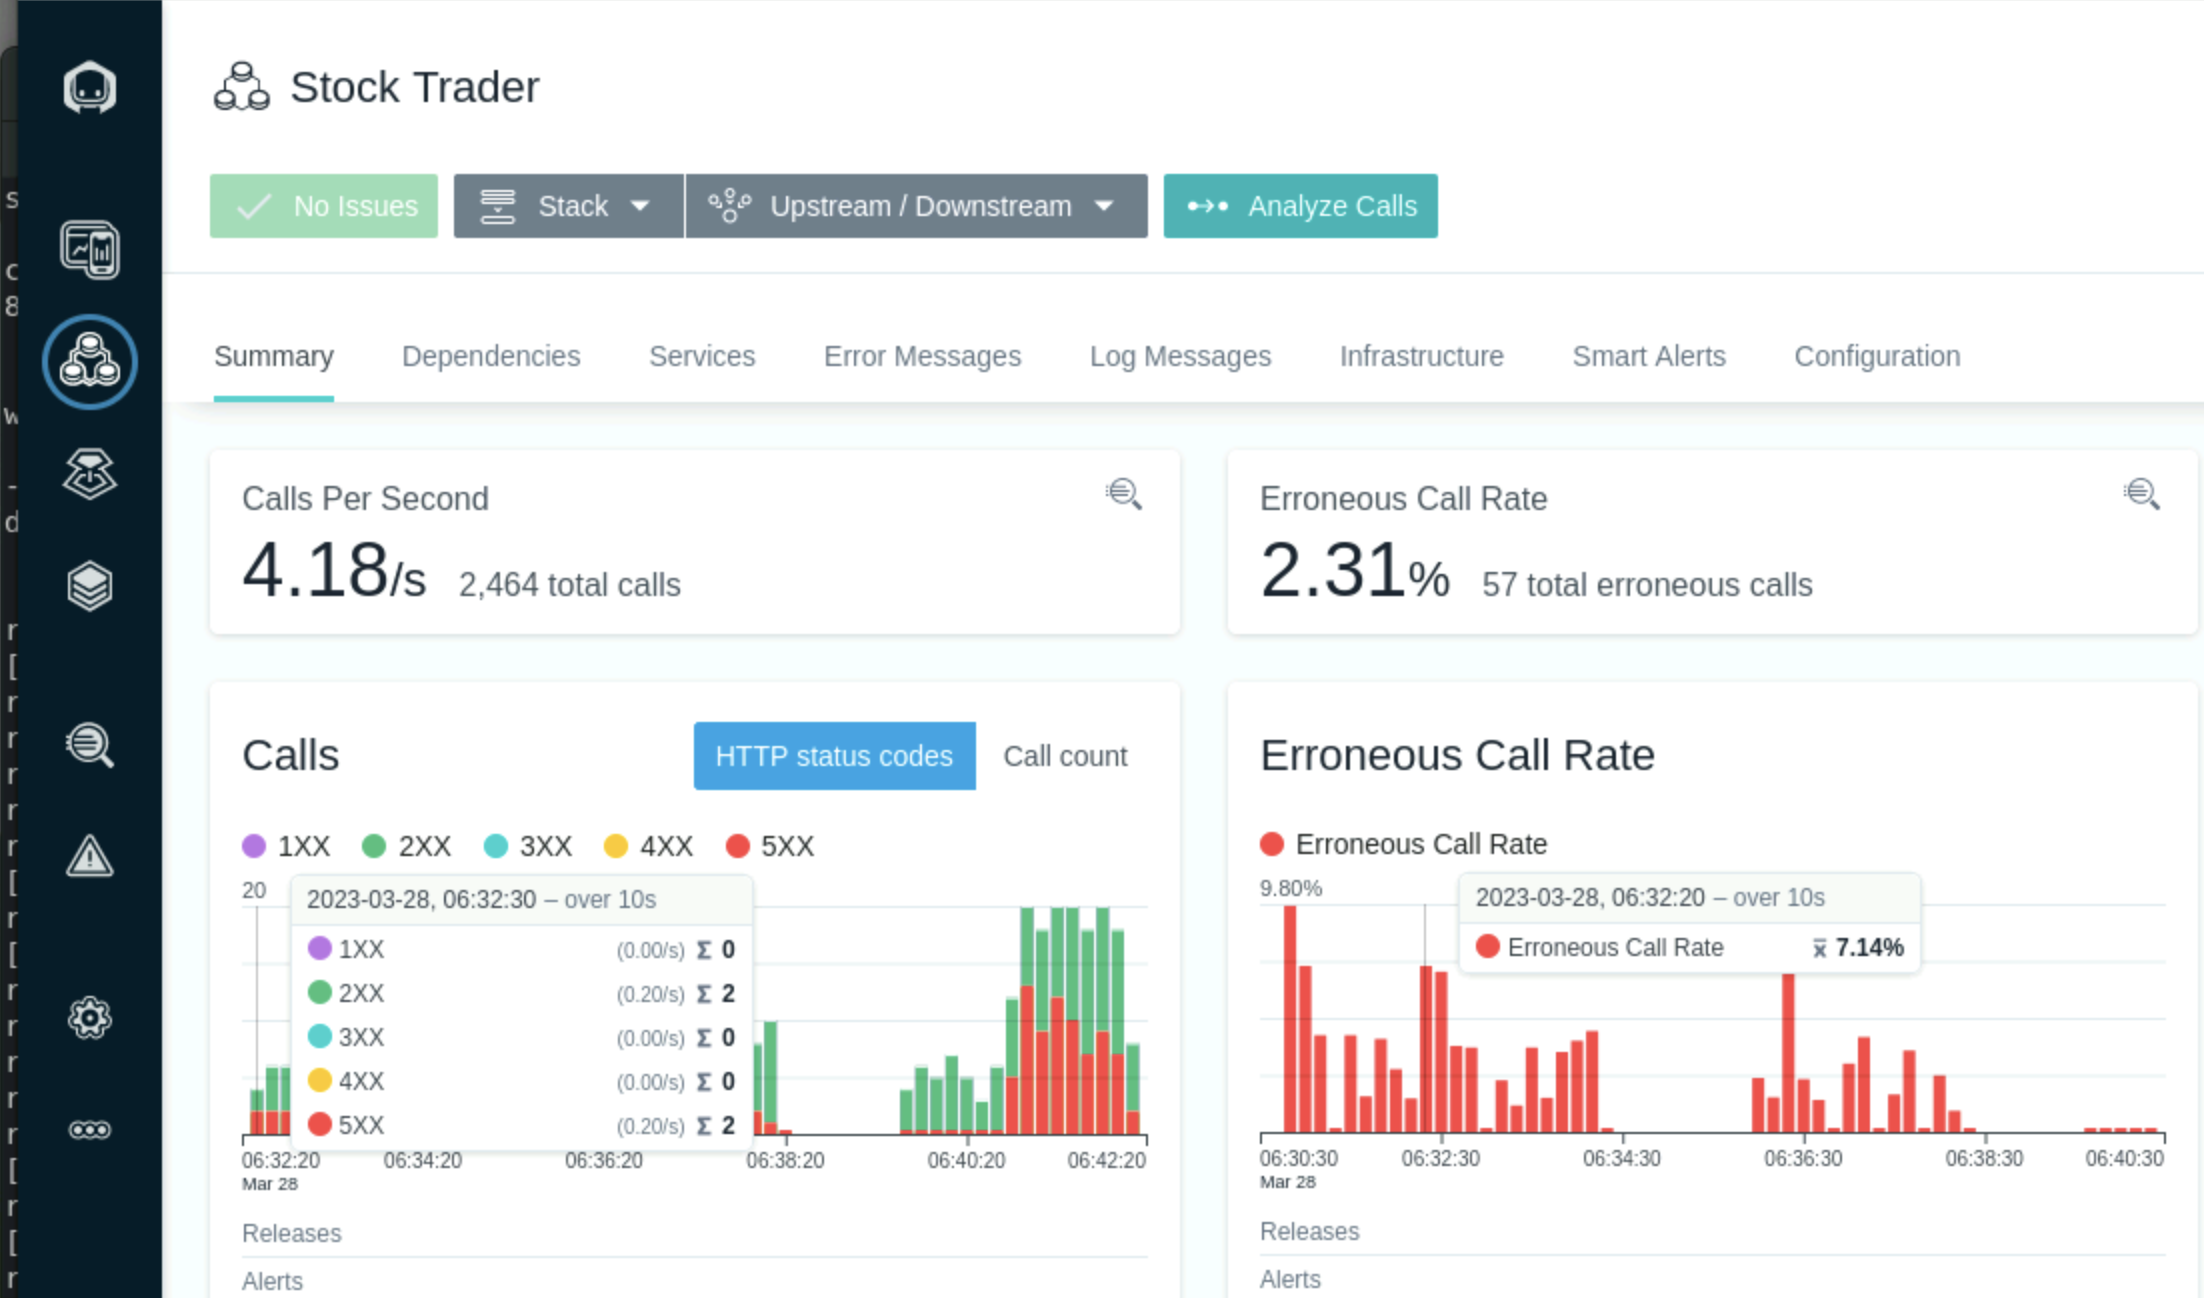 Stock Trader
No Issues
Stack
Upstream / Downstream
Analyze Calls
Summary
Dependencies
Services
Error Messages
Log Messages
Infrastructure
Smart Alerts
Configuration
Calls Per Second
4.18/s 2,464 total calls
Erroneous Call Rate
2.31% 57 total erroneous calls
Calls
HTTP status codes
Call count
1XX 2XX 3XX 4XX 5XX
20
2023-03-28, 06:32:30 – over 10s
1XX (0.00/s) Σ 0
2XX (0.20/s) Σ 2
3XX (0.00/s) Σ 0
4XX (0.00/s) Σ 0
5XX (0.20/s) Σ 2
06:32:20 06:34:20 06:36:20 06:38:20 06:40:20 06:42:20
Mar 28
Releases
Alerts
Erroneous Call Rate
Erroneous Call Rate
9.80%
2023-03-28, 06:32:20 – over 10s
Erroneous Call Rate x̅ 7.14%
06:30:30 06:32:30 06:34:30 06:36:30 06:38:30 06:40:30
Mar 28
Releases
Alerts